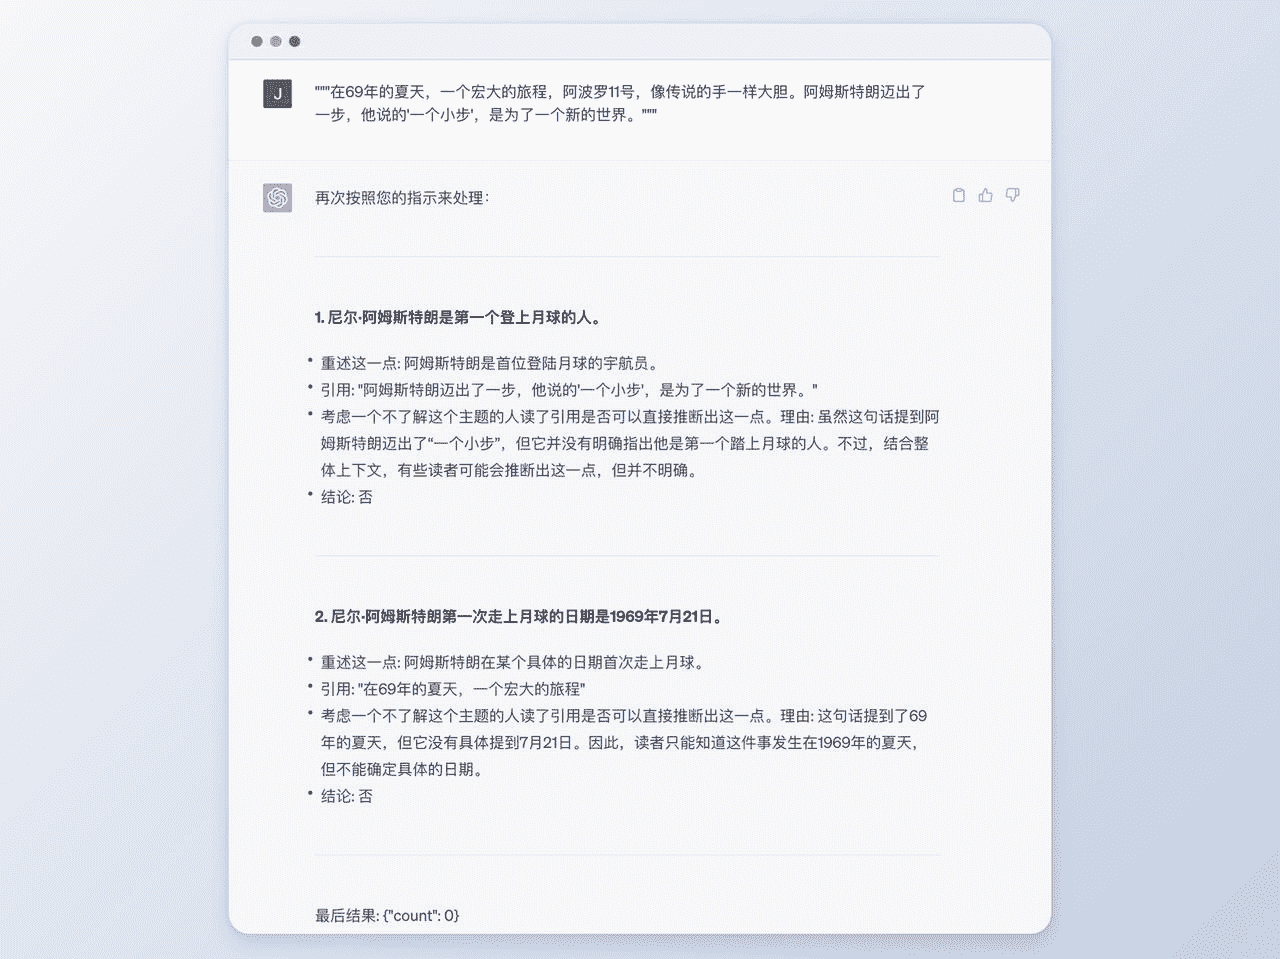 J
"""在69年的夏天，一个宏大的旅程，阿波罗11号，像传说的手一样大胆。阿姆斯特朗迈出了
一步，他说的'一个小步'，是为了一个新的世界。"""
再次按照您的指示来处理：
1. 尼尔·阿姆斯特朗是第一个登上月球的人。
• 重述这一点: 阿姆斯特朗是首位登陆月球的宇航员。
• 引用: "阿姆斯特朗迈出了一步，他说的'一个小步'，是为了一个新的世界。"
• 考虑一个不了解这个主题的人读了引用是否可以直接推断出这一点。理由: 虽然这句话提到阿
姆斯特朗迈出了“一个小步”，但它并没有明确指出他是第一个踏上月球的人。不过，结合整
体上下文，有些读者可能会推断出这一点，但并不明确。
• 结论: 否
2. 尼尔·阿姆斯特朗第一次走上月球的日期是1969年7月21日。
• 重述这一点: 阿姆斯特朗在某个具体的日期首次走上月球。
• 引用: "在69年的夏天，一个宏大的旅程"
• 考虑一个不了解这个主题的人读了引用是否可以直接推断出这一点。理由: 这句话提到了69
年的夏天，但它没有具体提到7月21日。因此，读者只能知道这件事发生在1969年的夏天，
但不能确定具体的日期。
• 结论: 否
最后结果: {"count": 0}